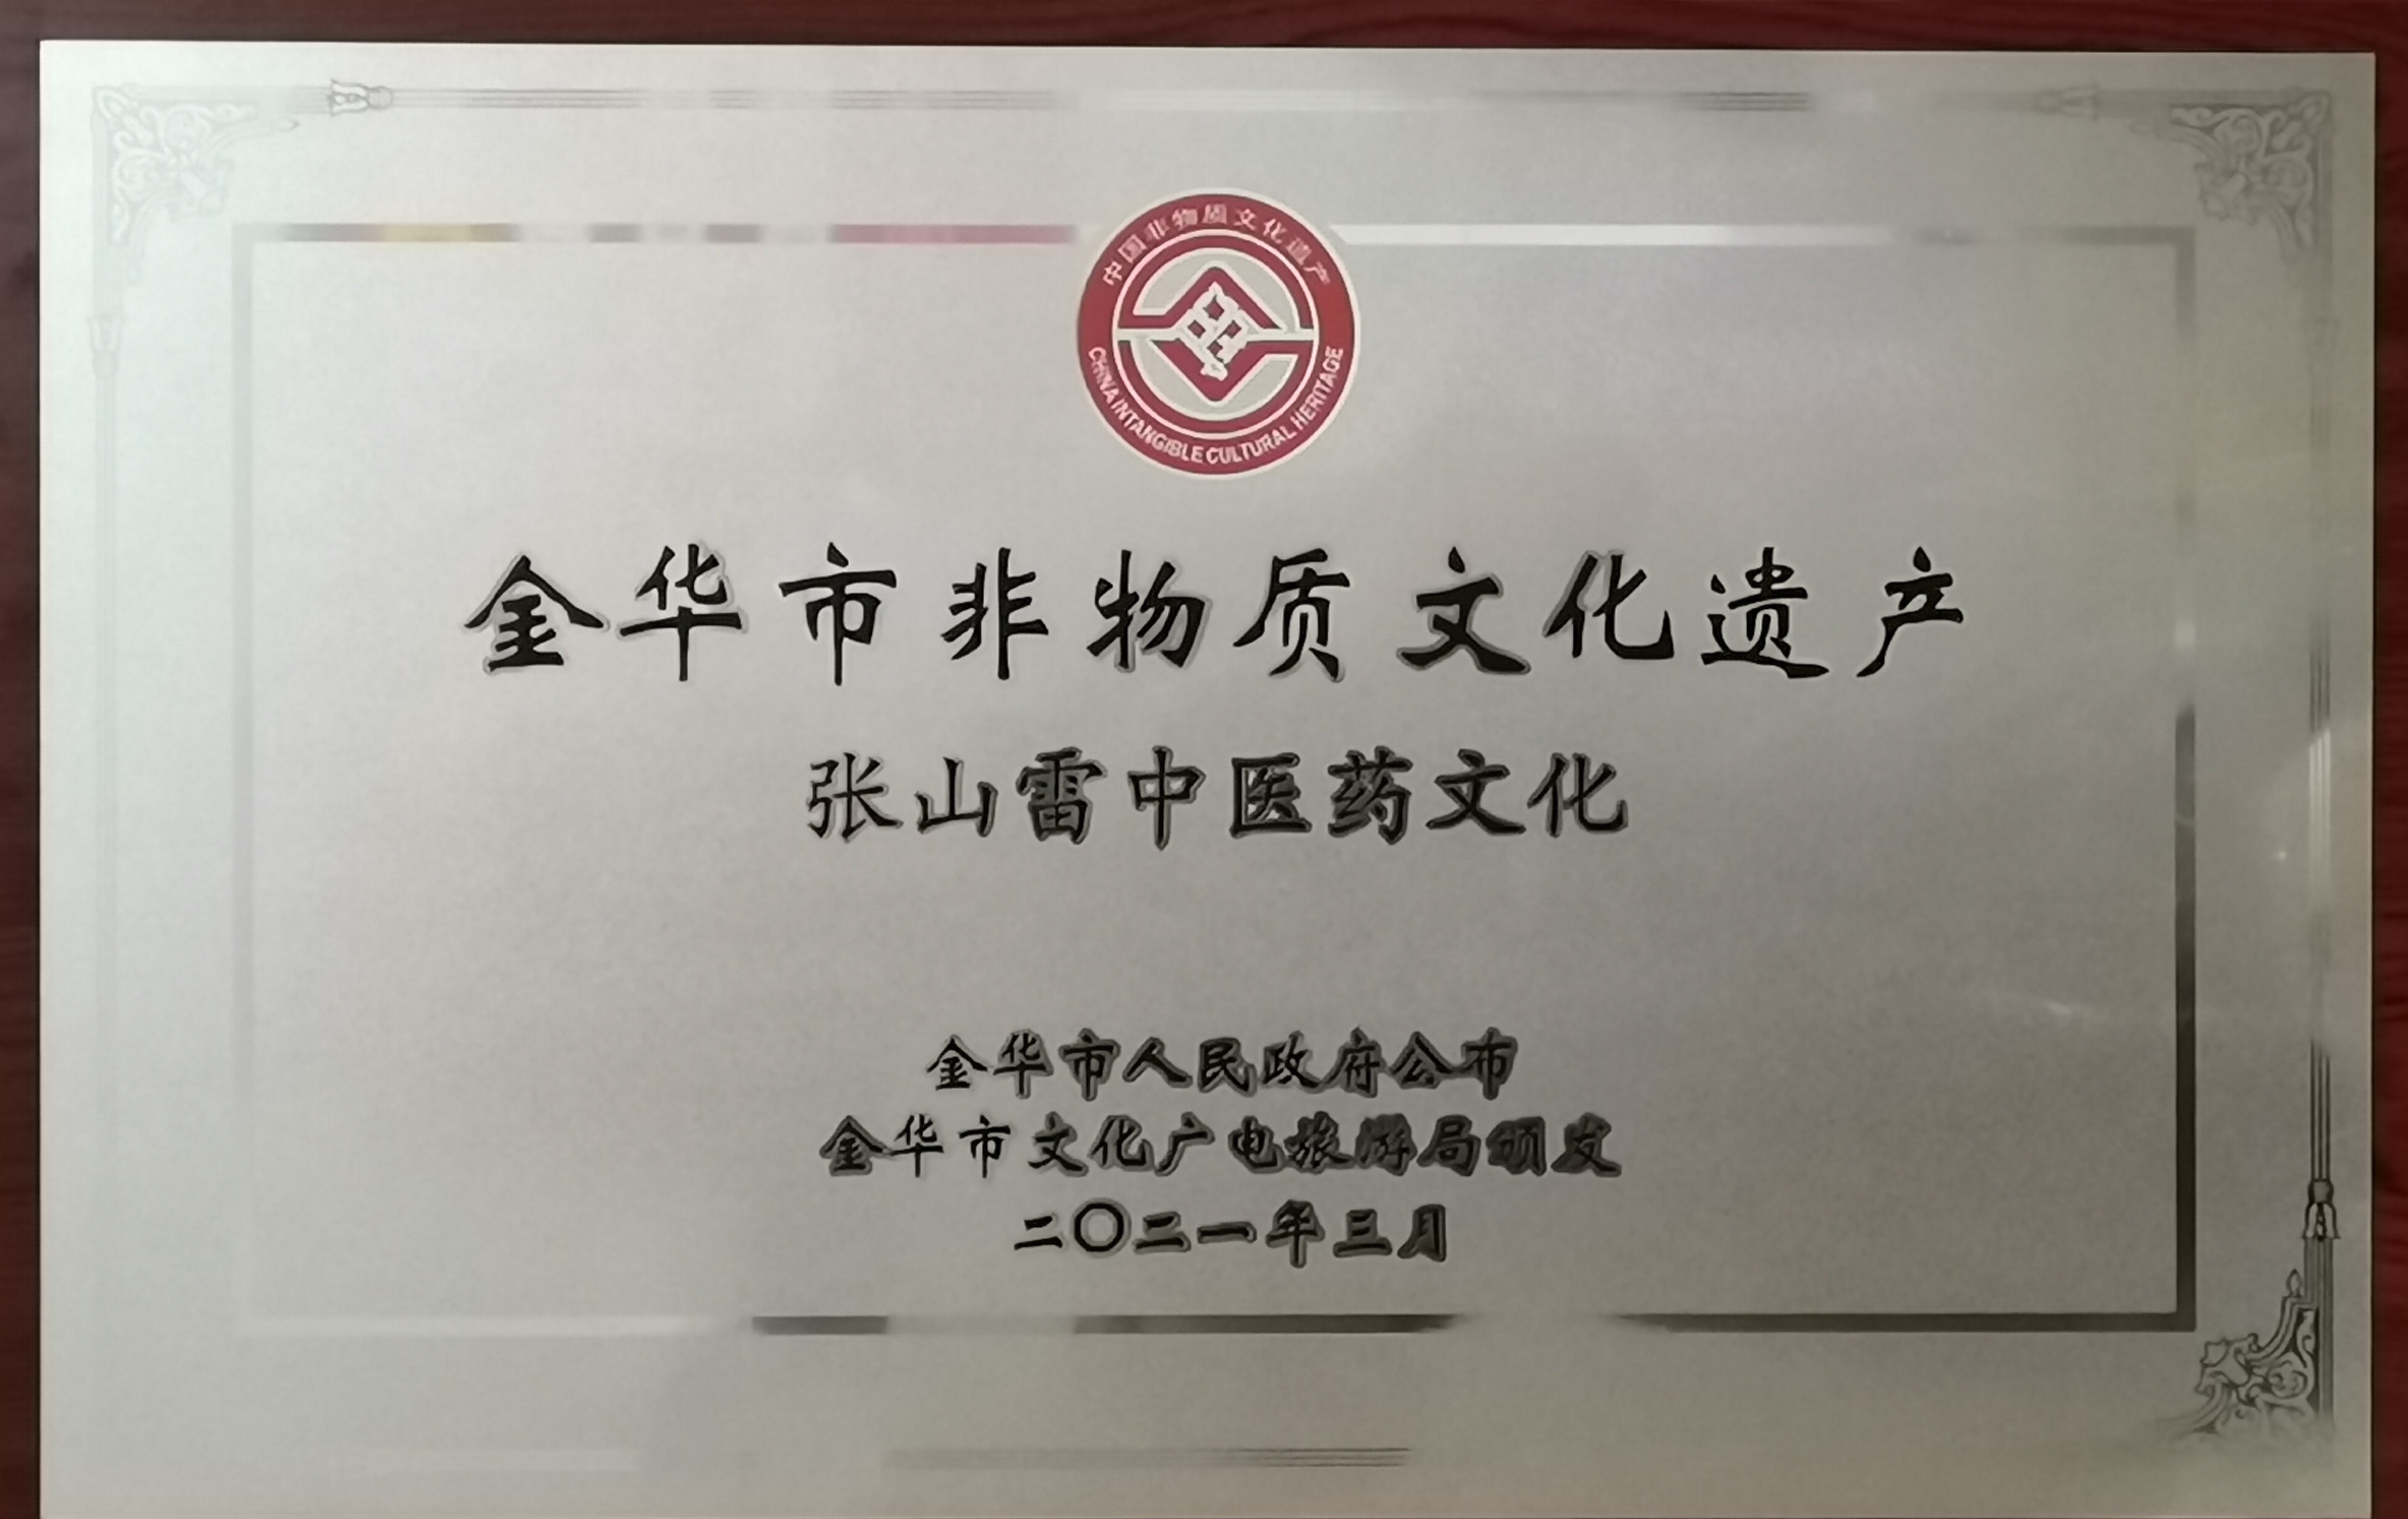 中国非物质文化遗产
CHINA INTANGIBLE CULTURAL HERITAGE
金华市非物质文化遗产
张山雷中医药文化
金华市人民政府公布
金华市文化广电旅游局颁发
二〇二一年三月